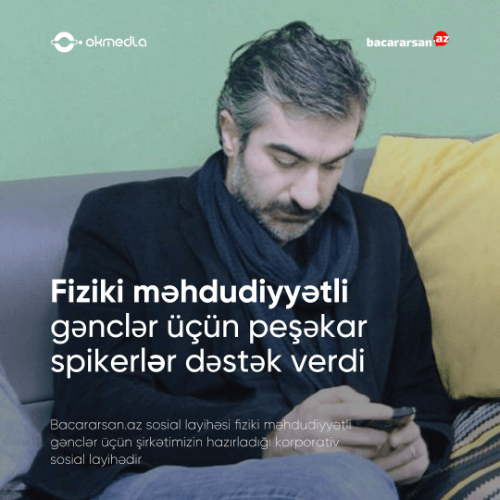 okmedia
bacararsan.az
Fiziki məhdudiyyətli
gənclər üçün peşəkar
spikerlər dəstək verdi
Bacararsan.az sosial layihəsi fiziki məhdudiyyətli
gənclər üçün şirkətimizin hazırladığı korporativ
sosial layihədir